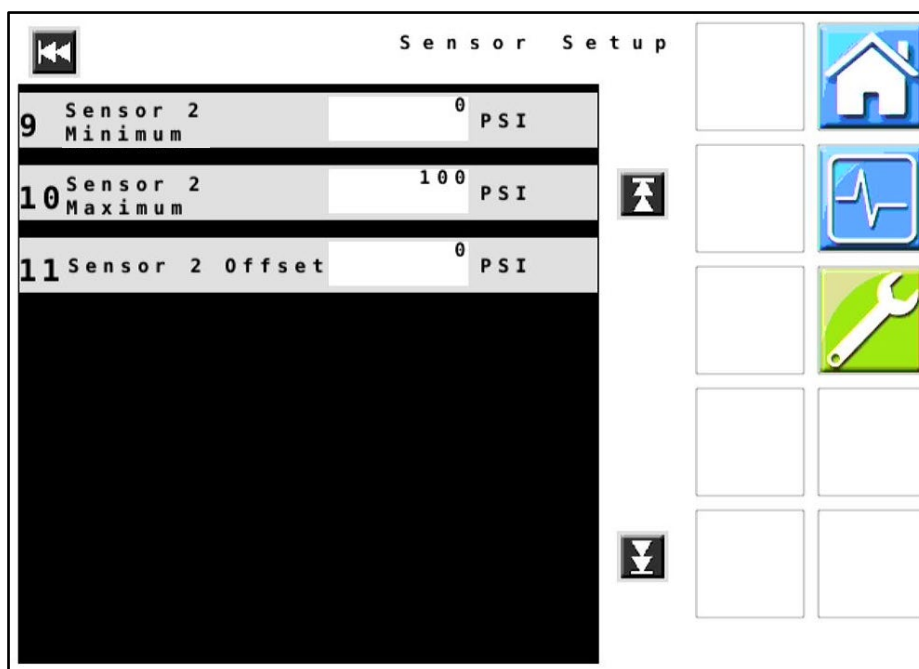 Sensor Setup
9 Sensor 2
Minimum
0 PSI
10 Sensor 2
Maximum
100 PSI
11 Sensor 2 Offset 0 PSI